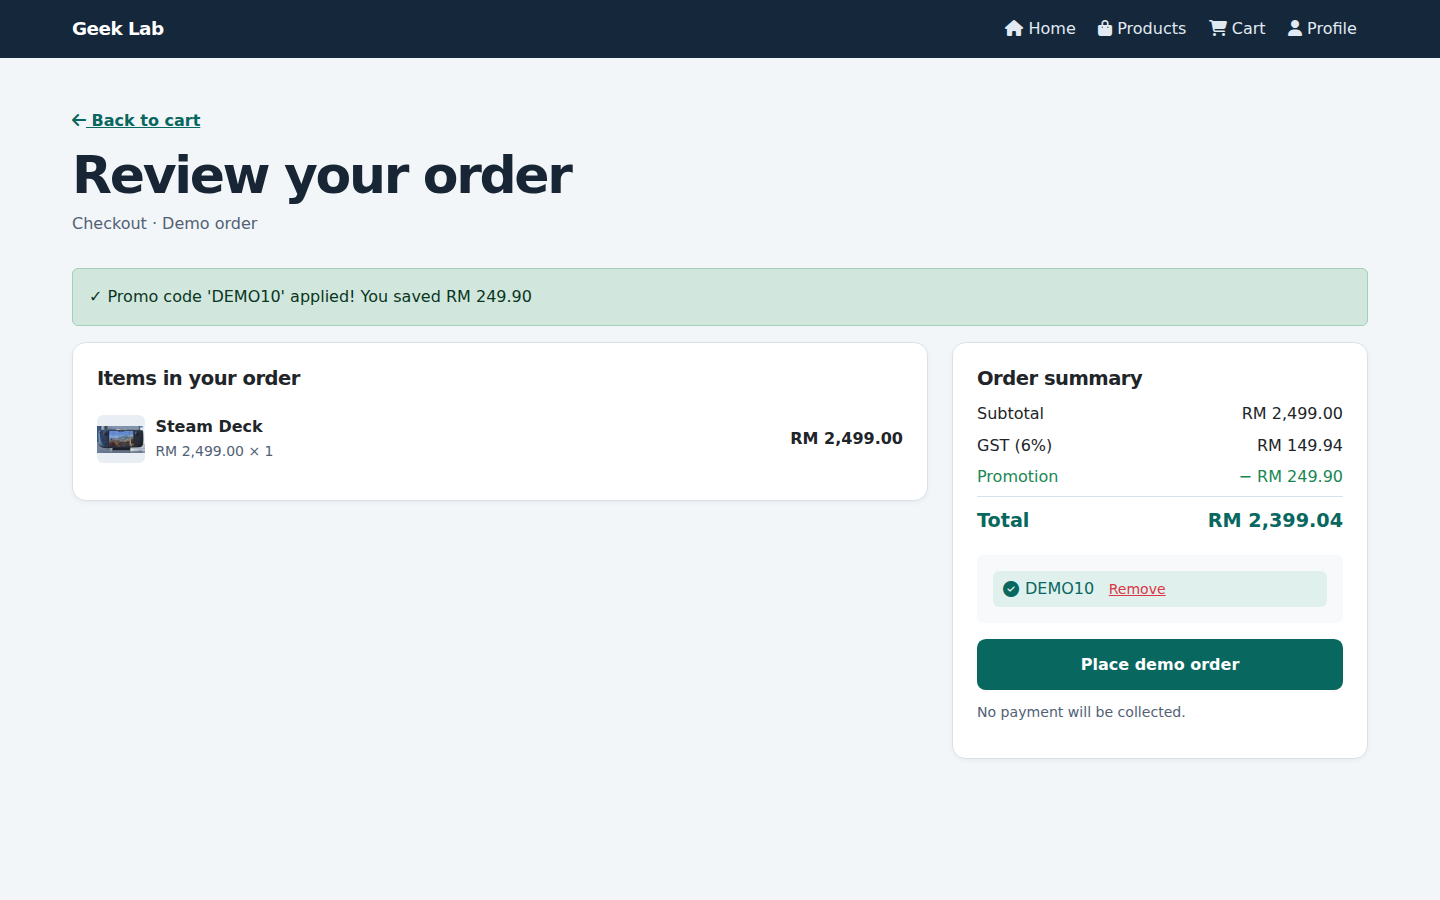 Geek Lab
Home Products Cart Profile
Back to cart
Review your order
Checkout · Demo order
✓ Promo code 'DEMO10' applied! You saved RM 249.90
Items in your order
Steam Deck
RM 2,499.00 × 1
RM 2,499.00
Order summary
Subtotal RM 2,499.00
GST (6%) RM 149.94
Promotion − RM 249.90
Total RM 2,399.04
DEMO10 Remove
Place demo order
No payment will be collected.